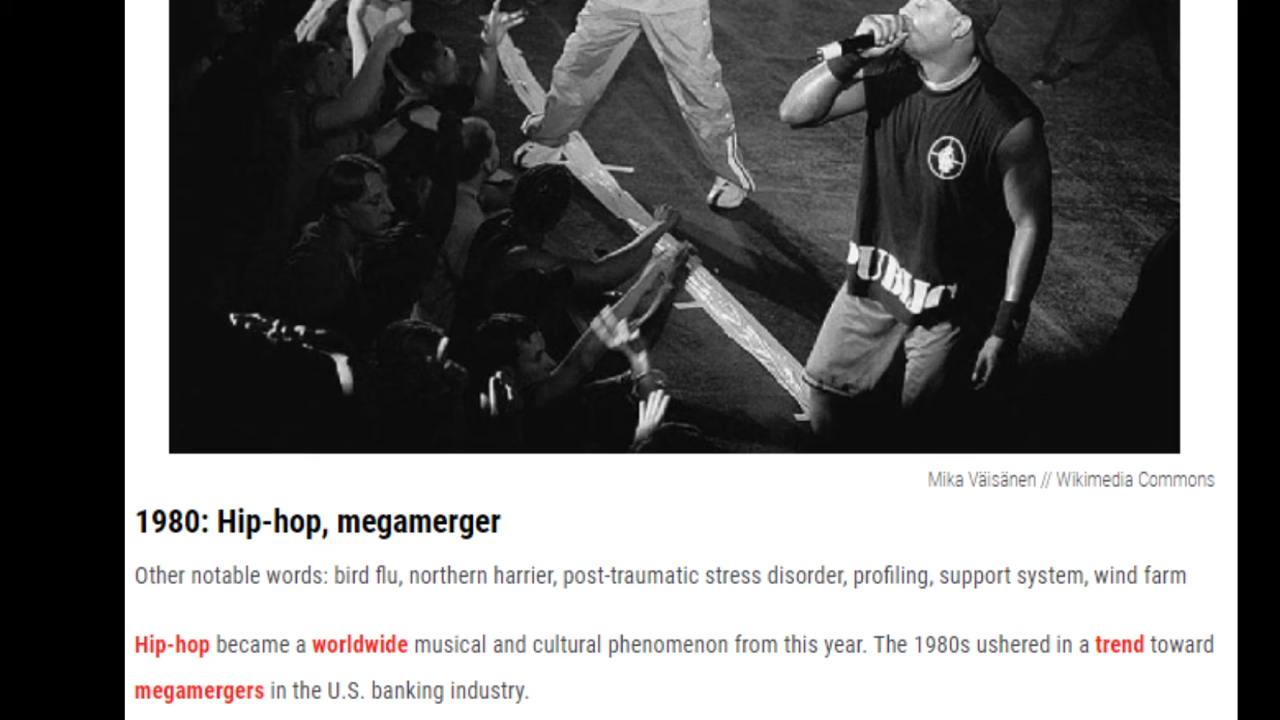 PUBLIC
Mika Väisänen // Wikimedia Commons
1980: Hip-hop, megamerger
Other notable words: bird flu, northern harrier, post-traumatic stress disorder, profiling, support system, wind farm
Hip-hop became a worldwide musical and cultural phenomenon from this year. The 1980s ushered in a trend toward
megamergers in the U.S. banking industry.